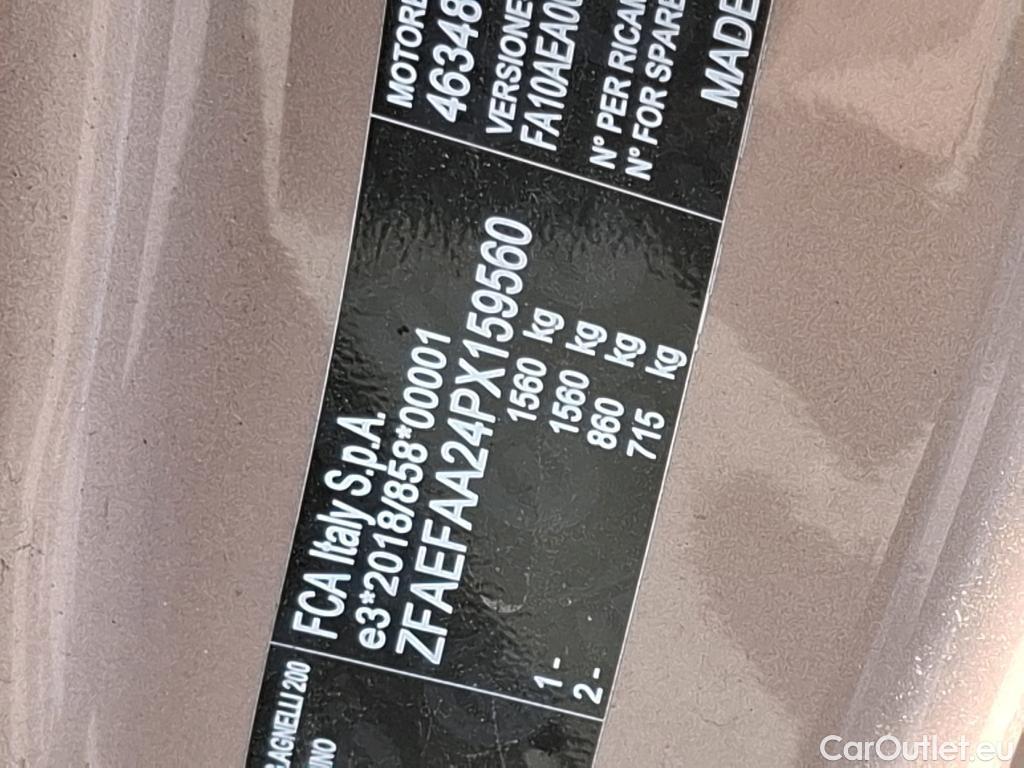 G.AGNELLI 200
FCA Italy S.p.A.
e3*2018/858*00001
ZFAEFAA24PX159560
1560 kg
1560 kg
1- 860 kg
2- 715 kg
MOTORE
46348
VERSIONE
FA10AEA00
N° PER RICAM
N° FOR SPARE
MADE
CarOutlet.eu